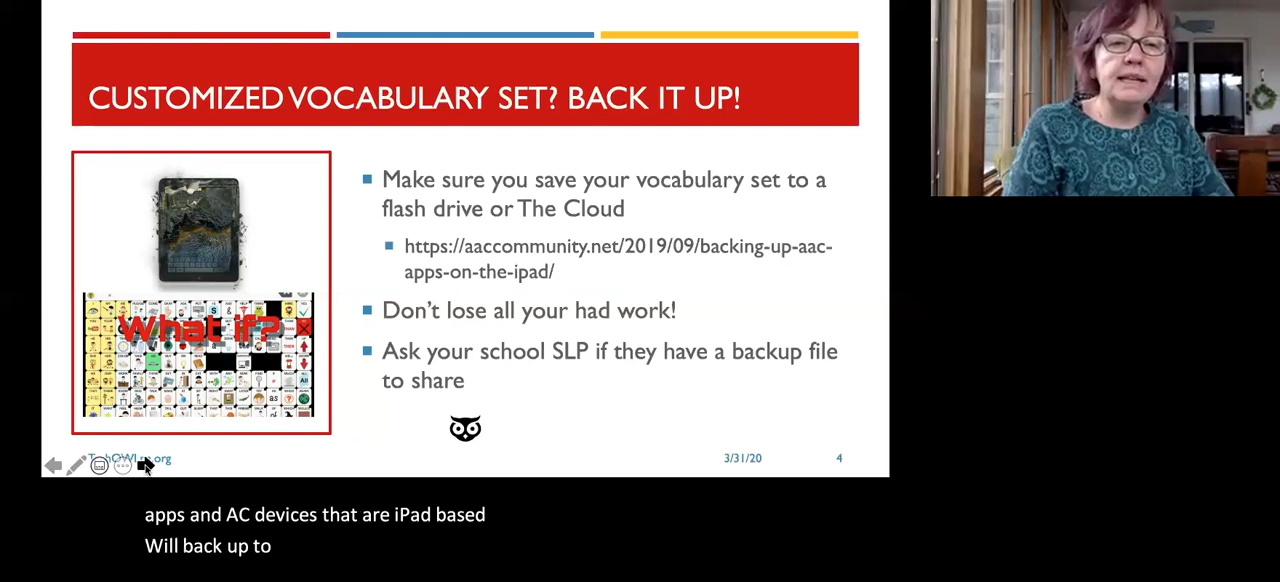 CUSTOMIZED VOCABULARY SET? BACK IT UP!
What if?
Make sure you save your vocabulary set to a
flash drive or The Cloud
https://aaccommunity.net/2019/09/backing-up-aac-
apps-on-the-ipad/
Don't lose all your had work!
Ask your school SLP if they have a backup file
to share
3/31/20
4
apps and AC devices that are iPad based
Will back up to